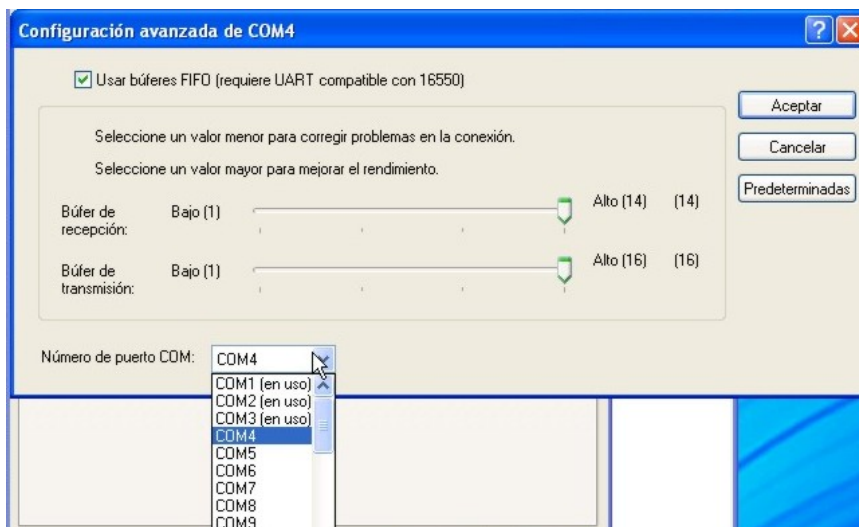 Configuración avanzada de COM4
Usar búferes FIFO (requiere UART compatible con 16550)
Aceptar
Seleccione un valor menor para corregir problemas en la conexión.
Cancelar
Seleccione un valor mayor para mejorar el rendimiento.
Predeterminadas
Búfer de recepción: Bajo (1) Alto (14) (14)
Búfer de transmisión: Bajo (1) Alto (16) (16)
Número de puerto COM: COM4
COM1 (en uso)
COM2 (en uso)
COM3 (en uso)
COM4
COM5
COM6
COM7
COM8
COM9